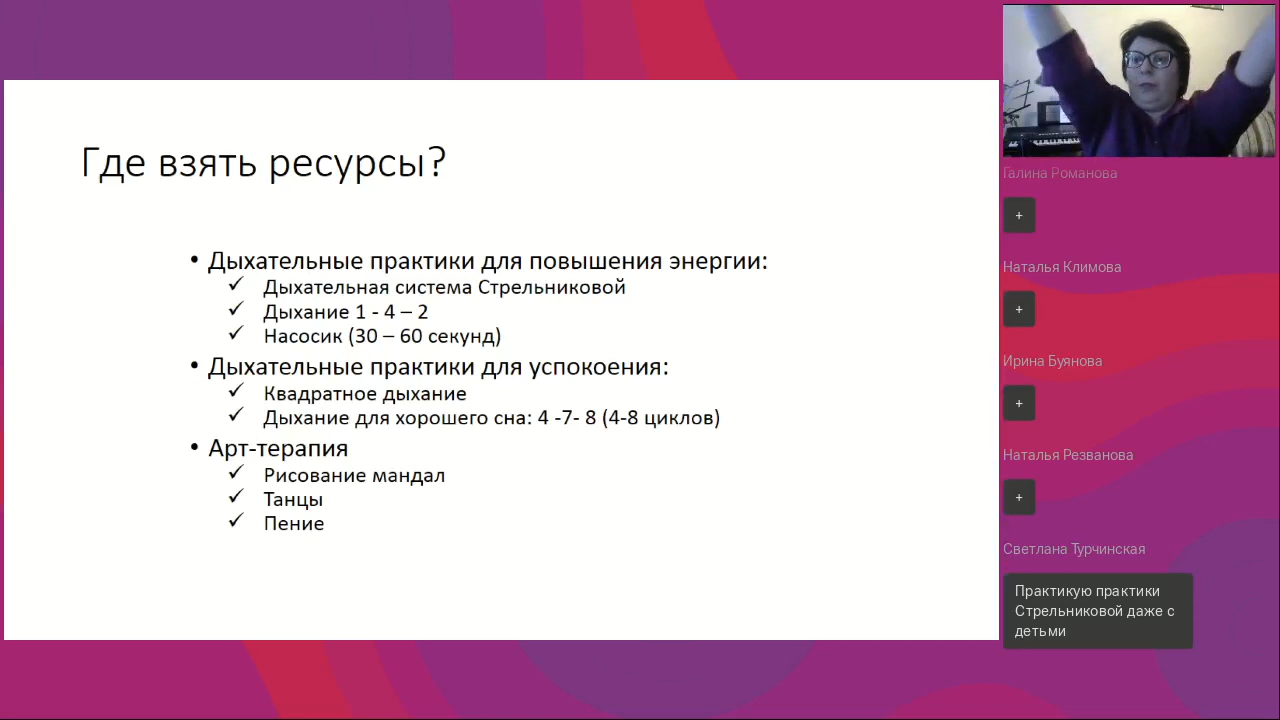 Где взять ресурсы?
• Дыхательные практики для повышения энергии:
✓ Дыхательная система Стрельниковой
✓ Дыхание 1 - 4 – 2
✓ Насосик (30 – 60 секунд)
• Дыхательные практики для успокоения:
✓ Квадратное дыхание
✓ Дыхание для хорошего сна: 4 -7- 8 (4-8 циклов)
• Арт-терапия
✓ Рисование мандал
✓ Танцы
✓ Пение
Галина Романова
+
Наталья Климова
+
Ирина Буянова
+
Наталья Резванова
+
Светлана Турчинская
Практикую практики
Стрельниковой даже с
детьми